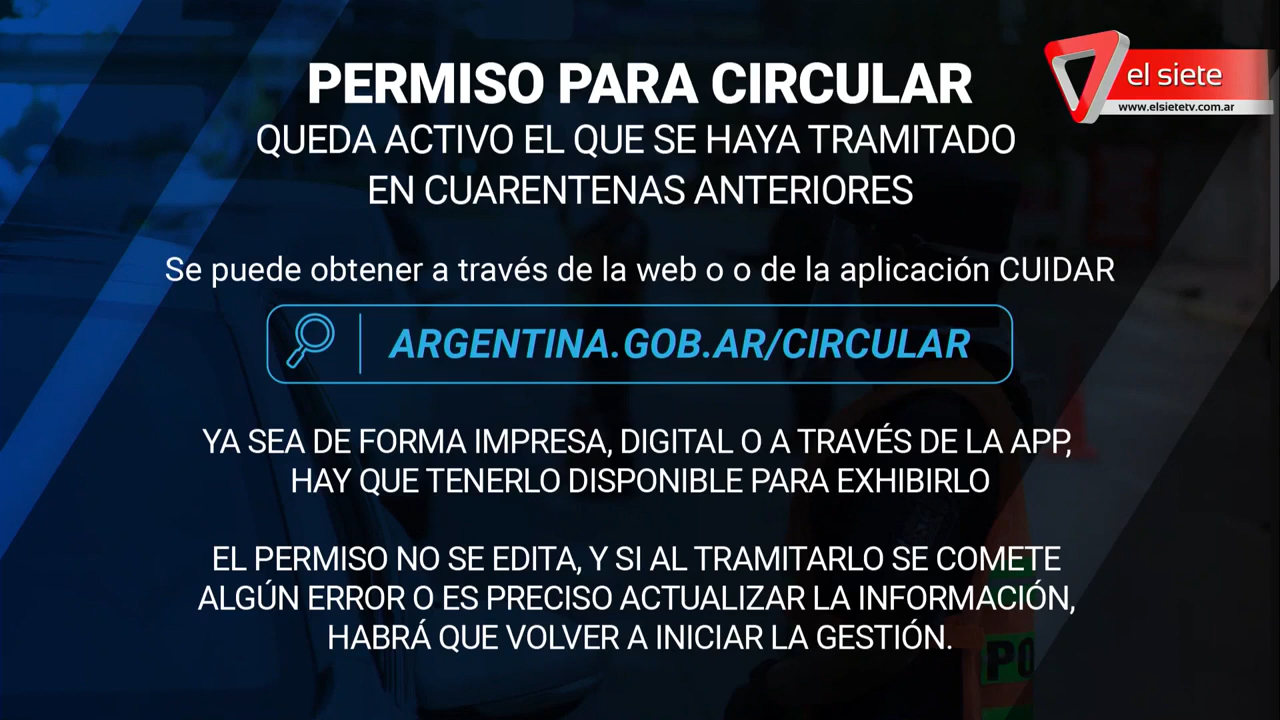 PERMISO PARA CIRCULAR
QUEDA ACTIVO EL QUE SE HAYA TRAMITADO
EN CUARENTENAS ANTERIORES
el siete
www.elsietetv.com.ar
Se puede obtener a través de la web o o de la aplicación CUIDAR
ARGENTINA.GOB.AR/CIRCULAR
YA SEA DE FORMA IMPRESA, DIGITAL O A TRAVÉS DE LA APP,
HAY QUE TENERLO DISPONIBLE PARA EXHIBIRLO
EL PERMISO NO SE EDITA, Y SI AL TRAMITARLO SE COMETE
ALGÚN ERROR O ES PRECISO ACTUALIZAR LA INFORMACIÓN,
HABRÁ QUE VOLVER A INICIAR LA GESTIÓN.
PO